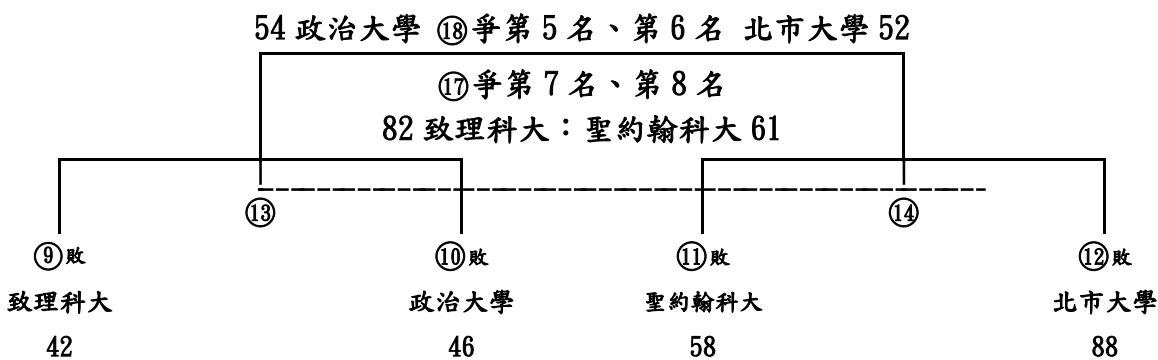 54 政治大學 ⑱爭第 5 名、第 6 名 北市大學 52
⑰爭第 7 名、第 8 名
82 致理科大：聖約翰科大 61
⑬ ⑭
⑨敗 ⑩敗 ⑪敗 ⑫敗
致理科大 政治大學 聖約翰科大 北市大學
42 46 58 88